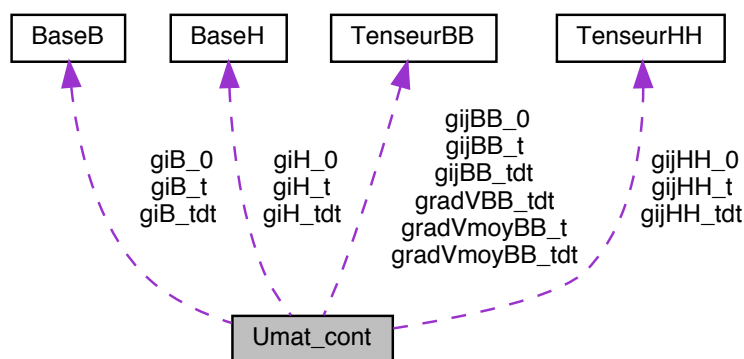 BaseB
BaseH
TenseurBB
TenseurHH
giB_0
giB_t
giB_tdt
giH_0
giH_t
giH_tdt
gijBB_0
gijBB_t
gijBB_tdt
gradVBB_tdt
gradVmoyBB_t
gradVmoyBB_tdt
gijHH_0
gijHH_t
gijHH_tdt
Umat_cont